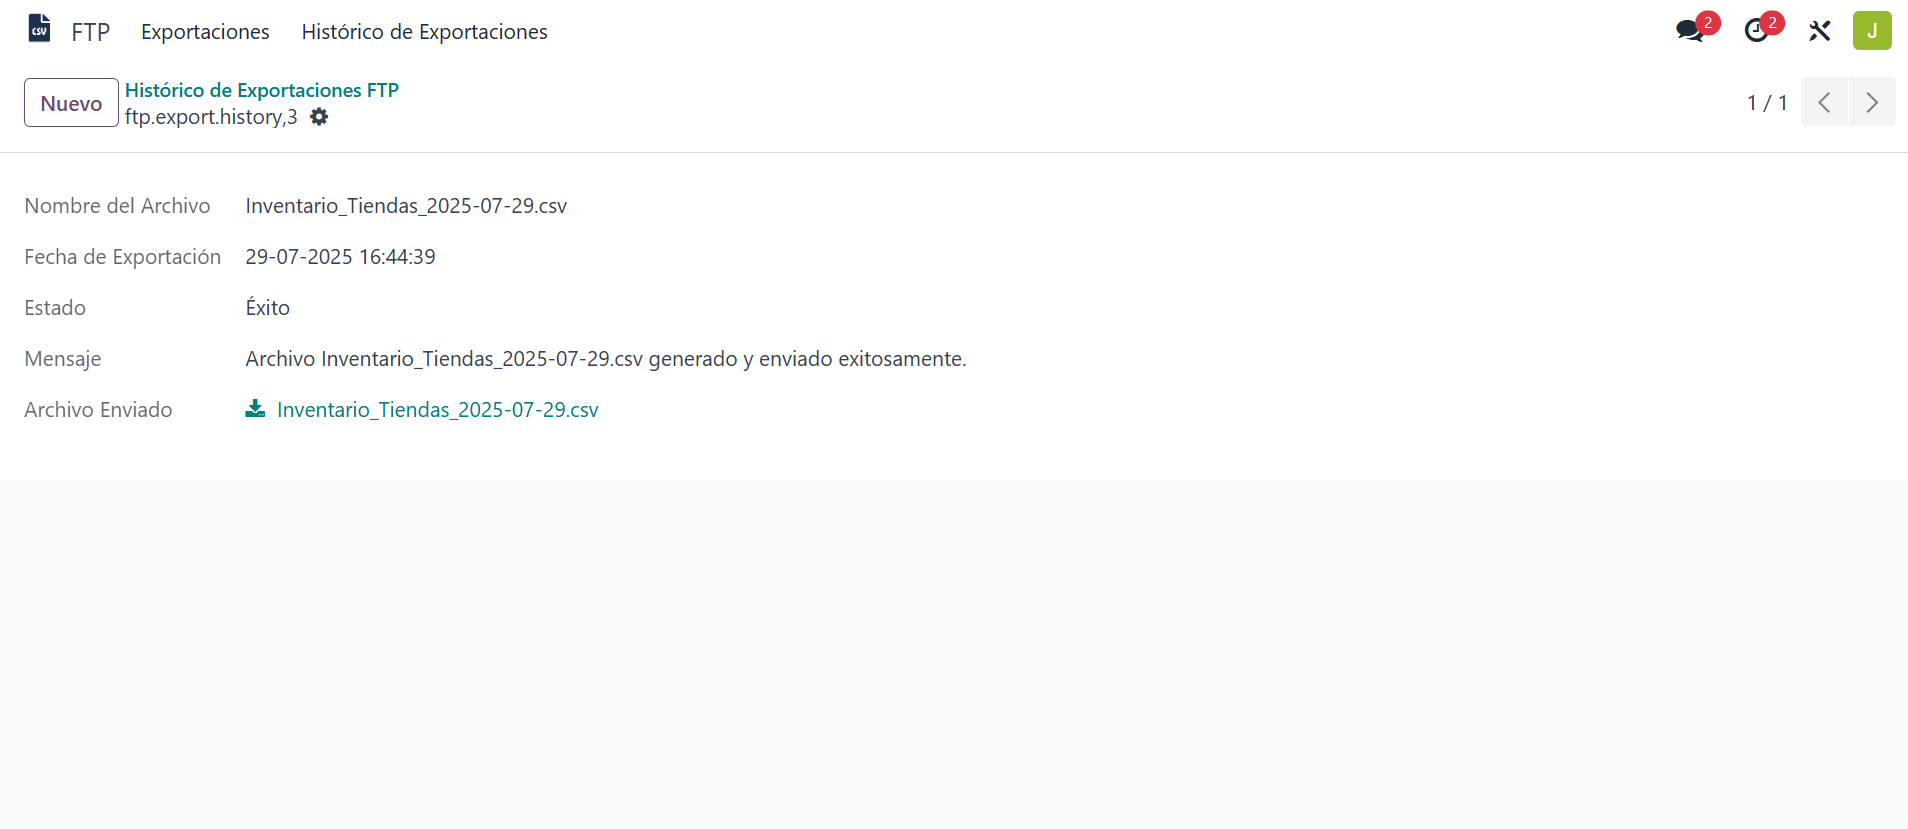 CSV FTP Exportaciones Histórico de Exportaciones 2 2 J
Nuevo Histórico de Exportaciones FTP
ftp.export.history,3 1 / 1
Nombre del Archivo Inventario_Tiendas_2025-07-29.csv
Fecha de Exportación 29-07-2025 16:44:39
Estado Éxito
Mensaje Archivo Inventario_Tiendas_2025-07-29.csv generado y enviado exitosamente.
Archivo Enviado Inventario_Tiendas_2025-07-29.csv